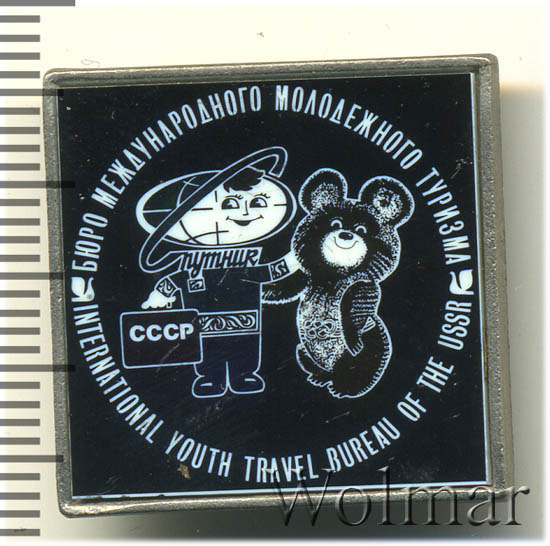 БЮРО МЕЖДУНАРОДНОГО МОЛОДЕЖНОГО ТУРИЗМА
ПУТНИК
СССР
INTERNATIONAL YOUTH TRAVEL BUREAU OF THE USSR
Wolmar